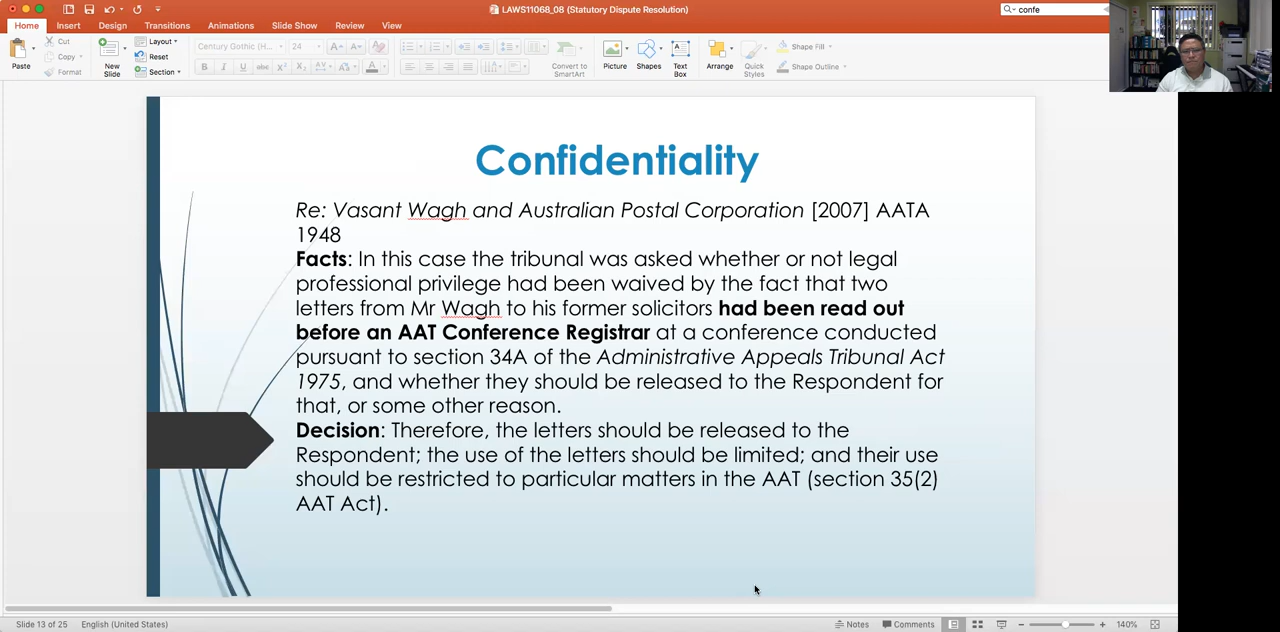 LAWS11068_08 (Statutory Dispute Resolution)
confe
Home Insert Design Transitions Animations Slide Show Review View
Paste
Cut
Copy
Format
New Slide
Layout
Reset
Section
Century Gothic (H... 24
Convert to SmartArt
Picture
Shapes
Text Box
Arrange
Quick Styles
Shape Fill
Shape Outline
Confidentiality
Re: Vasant Wagh and Australian Postal Corporation [2007] AATA
1948
Facts: In this case the tribunal was asked whether or not legal
professional privilege had been waived by the fact that two
letters from Mr Wagh to his former solicitors had been read out
before an AAT Conference Registrar at a conference conducted
pursuant to section 34A of the Administrative Appeals Tribunal Act
1975, and whether they should be released to the Respondent for
that, or some other reason.
Decision: Therefore, the letters should be released to the
Respondent; the use of the letters should be limited; and their use
should be restricted to particular matters in the AAT (section 35(2)
AAT Act).
Slide 13 of 25 English (United States) Notes Comments 140%